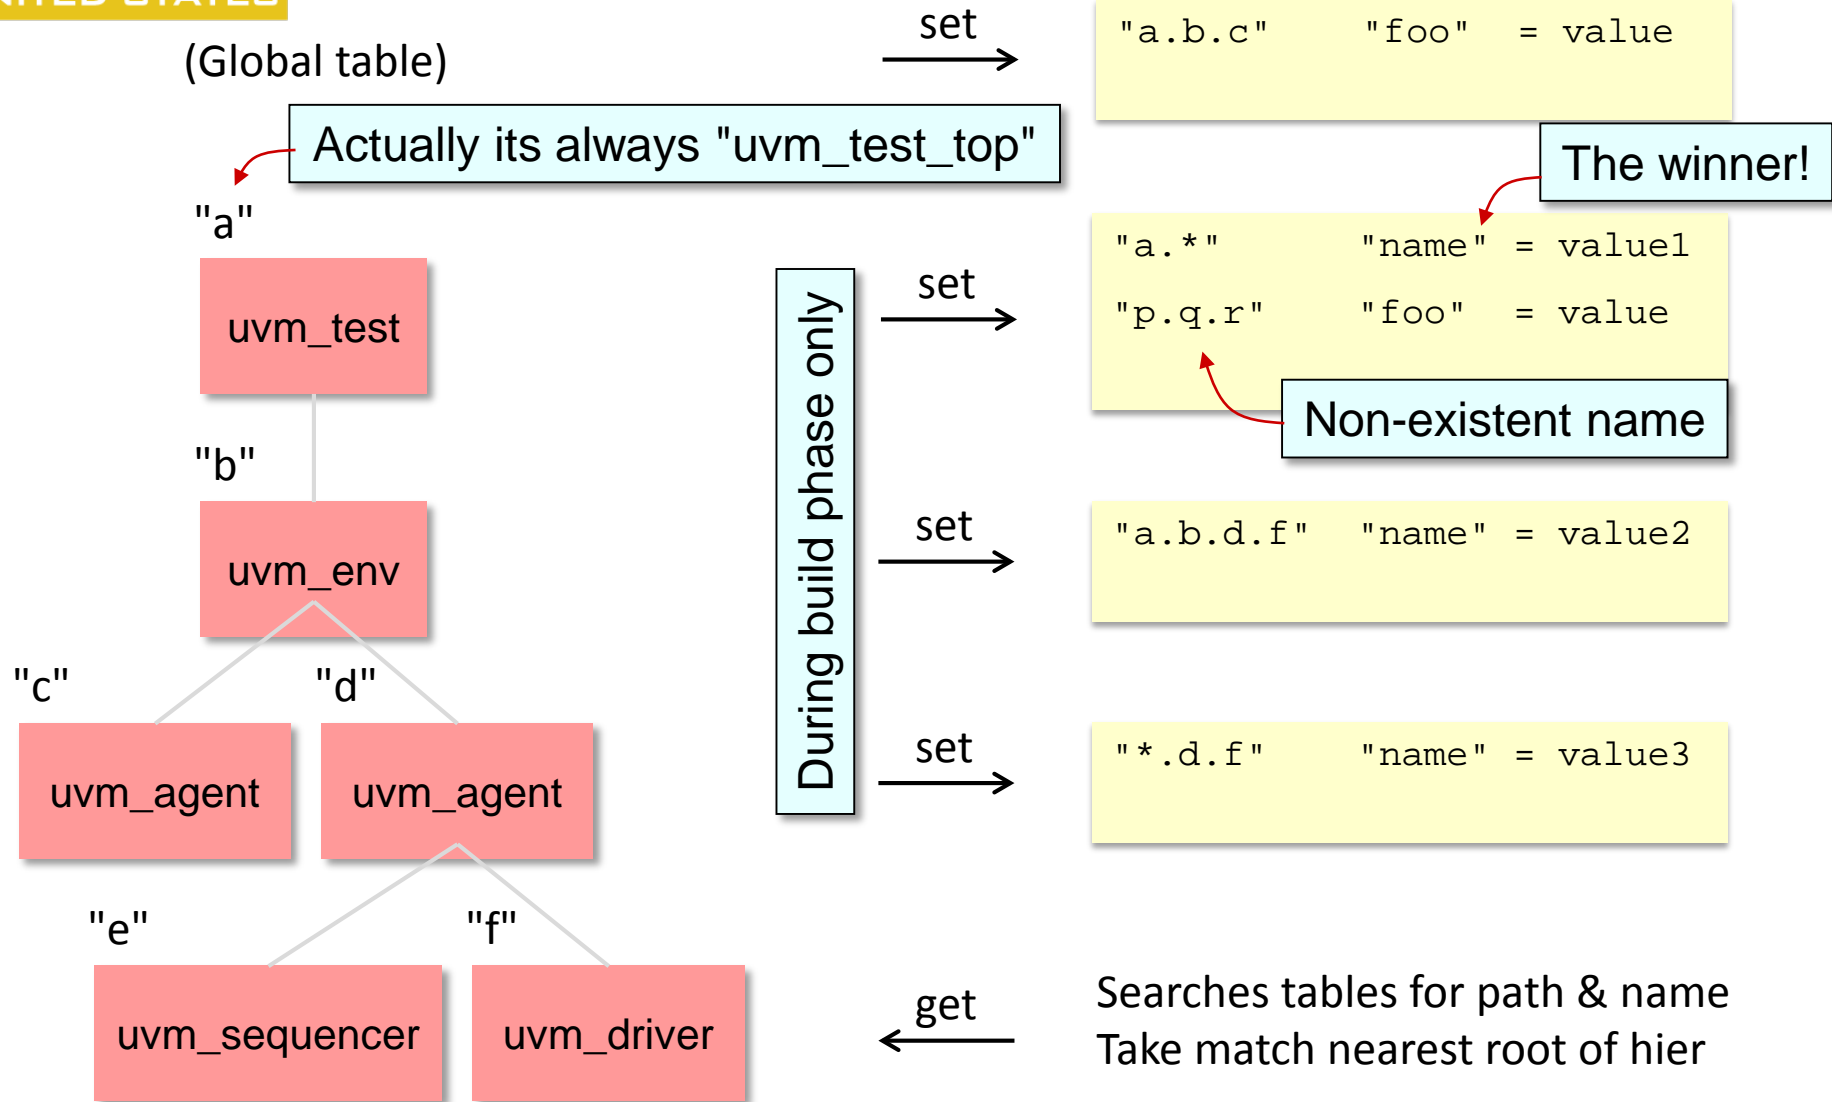 UNITED STATES
(Global table)
set
"a.b.c" "foo" = value
Actually its always "uvm_test_top"
The winner!
"a"
uvm_test
set
"a.*" "name" = value1
"p.q.r" "foo" = value
Non-existent name
During build phase only
"b"
uvm_env
set
"a.b.d.f" "name" = value2
"c"
"d"
uvm_agent
uvm_agent
set
"*.d.f" "name" = value3
"e"
"f"
uvm_sequencer
uvm_driver
get
Searches tables for path & name
Take match nearest root of hier